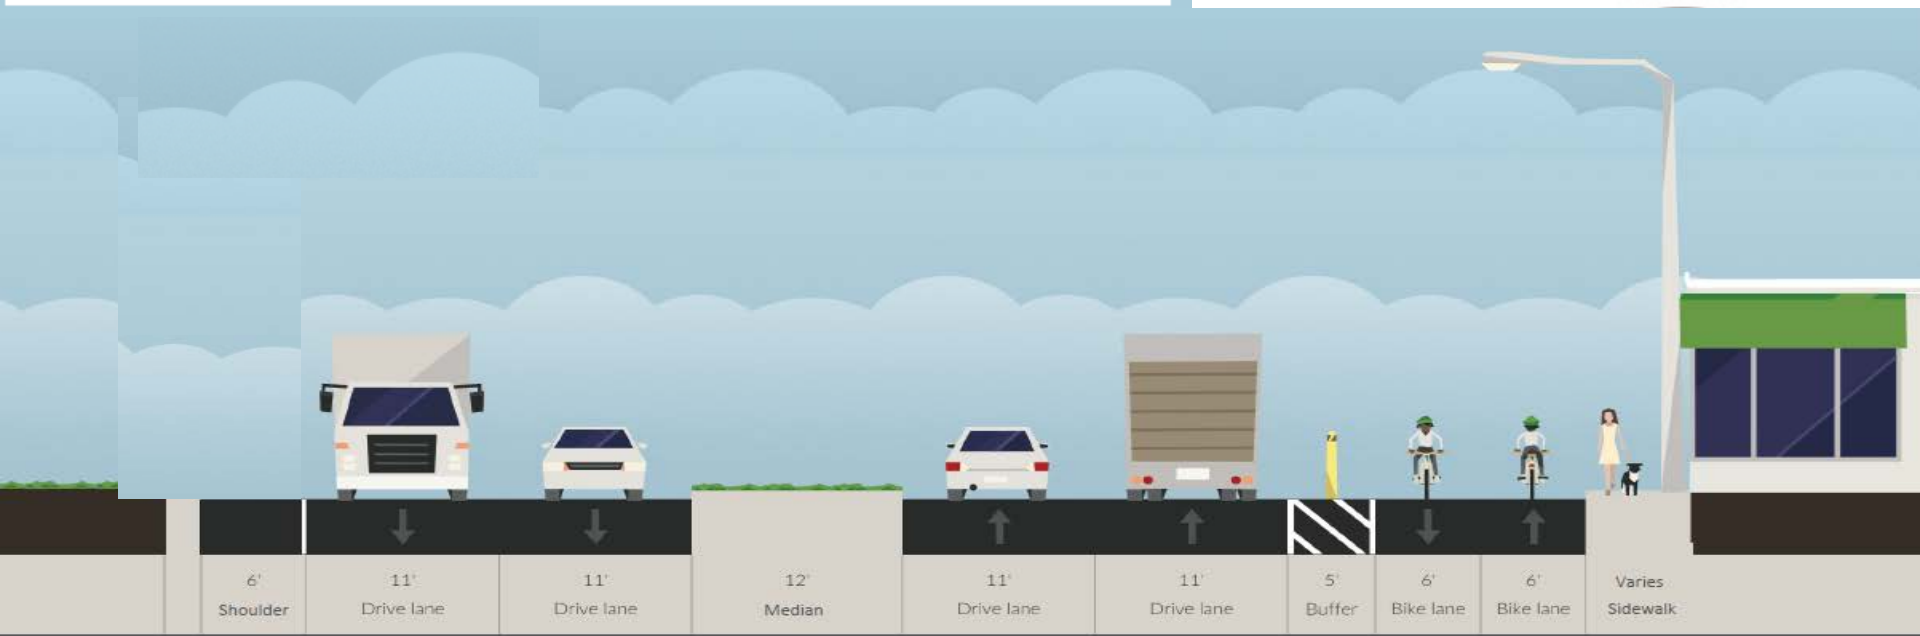 6' 11' 11' 12' 11' 11' 5' 6' 6' Varies
Shoulder Drive lane Drive lane Median Drive lane Drive lane Buffer Bike lane Bike lane Sidewalk